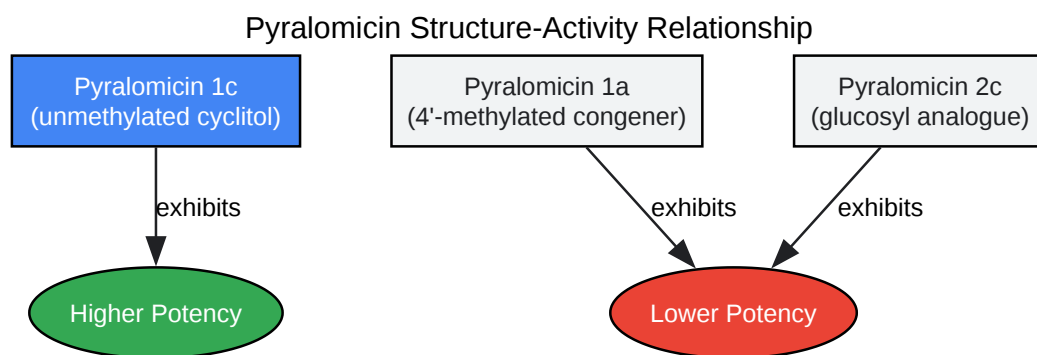 Pyralomicin Structure-Activity Relationship
Pyralomicin 1c
(unmethylated cyclitol)
Pyralomicin 1a
(4'-methylated congener)
Pyralomicin 2c
(glucosyl analogue)
exhibits
exhibits
exhibits
Higher Potency
Lower Potency